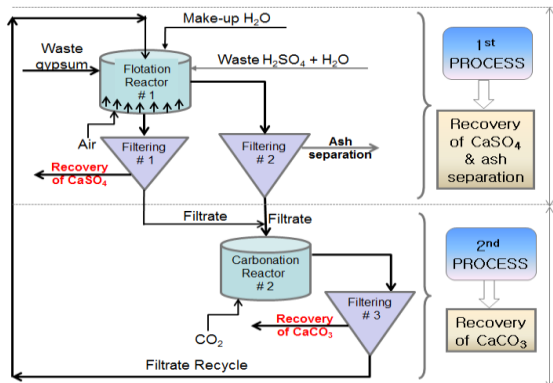 Make-up H₂O
Waste
gypsum
Waste H₂SO₄ + H₂O
Flotation
Reactor
# 1
Air
Filtering
# 1
Filtering
# 2
Ash
separation
Recovery
of CaSO₄
Filtrate
Filtrate
Carbonation
Reactor
# 2
Filtering
# 3
CO₂
Recovery
of CaCO₃
Filtrate Recycle
1st
PROCESS
Recovery
of CaSO₄
& ash
separation
2nd
PROCESS
Recovery
of CaCO₃